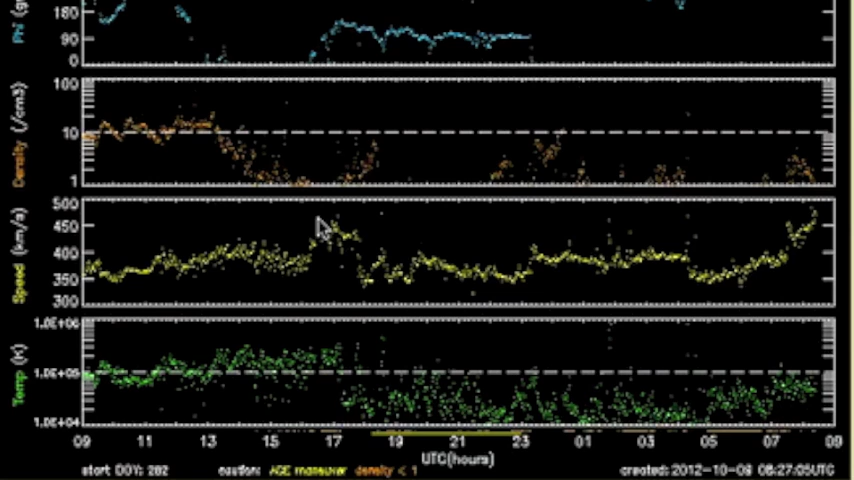 Phi (g
180
90
0
Density (/cm3)
100
10
1
Speed (km/s)
500
450
400
350
300
Temp (K)
1.0E+06
1.0E+05
1.0E+04
09 11 13 15 17 19 21 23 01 03 05 07 09
UTC(hours)
start DOY: 282 caution: ACE maneuver density < 1 created: 2012-10-09 08:27:05UTC